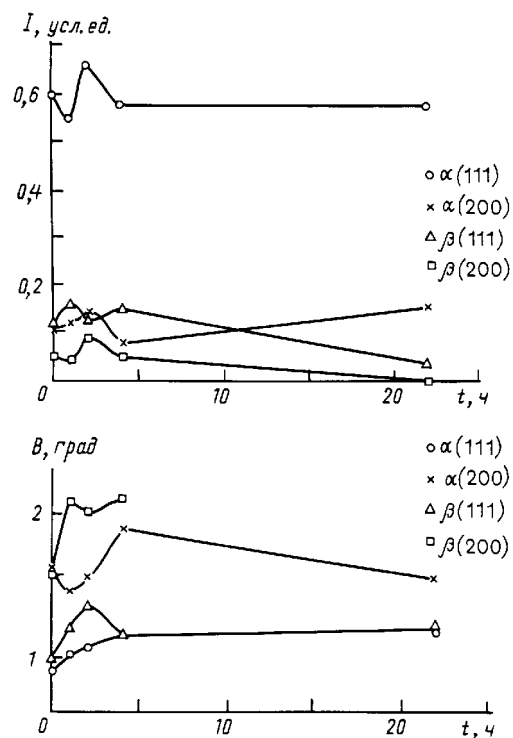 I, усл.ед.
0,6
0,4
0,2
0
10
20
t, ч
α(111)
α(200)
β(111)
β(200)
B, град
2
1
0
10
20
t, ч
α(111)
α(200)
β(111)
β(200)